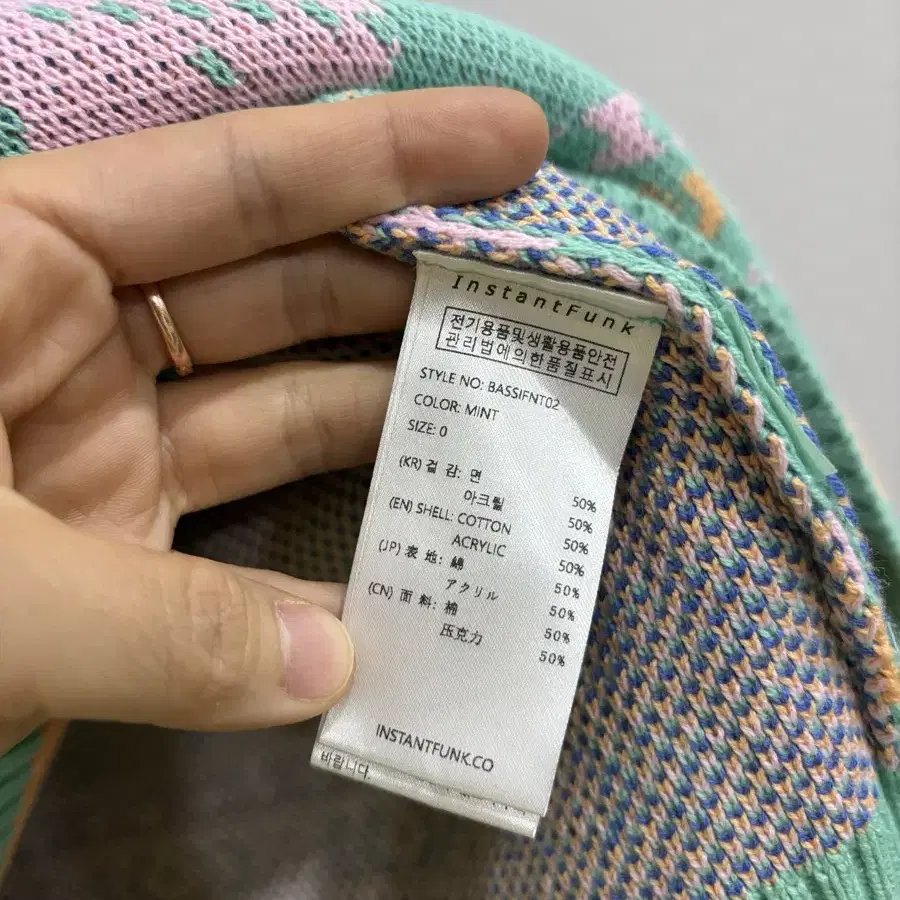 InstantFunk
전기용품및생활용품안전
관리법에의한품질표시
STYLE NO: BASSIFNT02
COLOR: MINT
SIZE: 0
(KR) 겉 감: 면 50%
아크릴 50%
(EN) SHELL: COTTON 50%
ACRYLIC 50%
(JP) 表 地: 綿 50%
アクリル 50%
(CN) 面 料: 棉 50%
压克力 50%
INSTANTFUNK.CO
바랍니다.